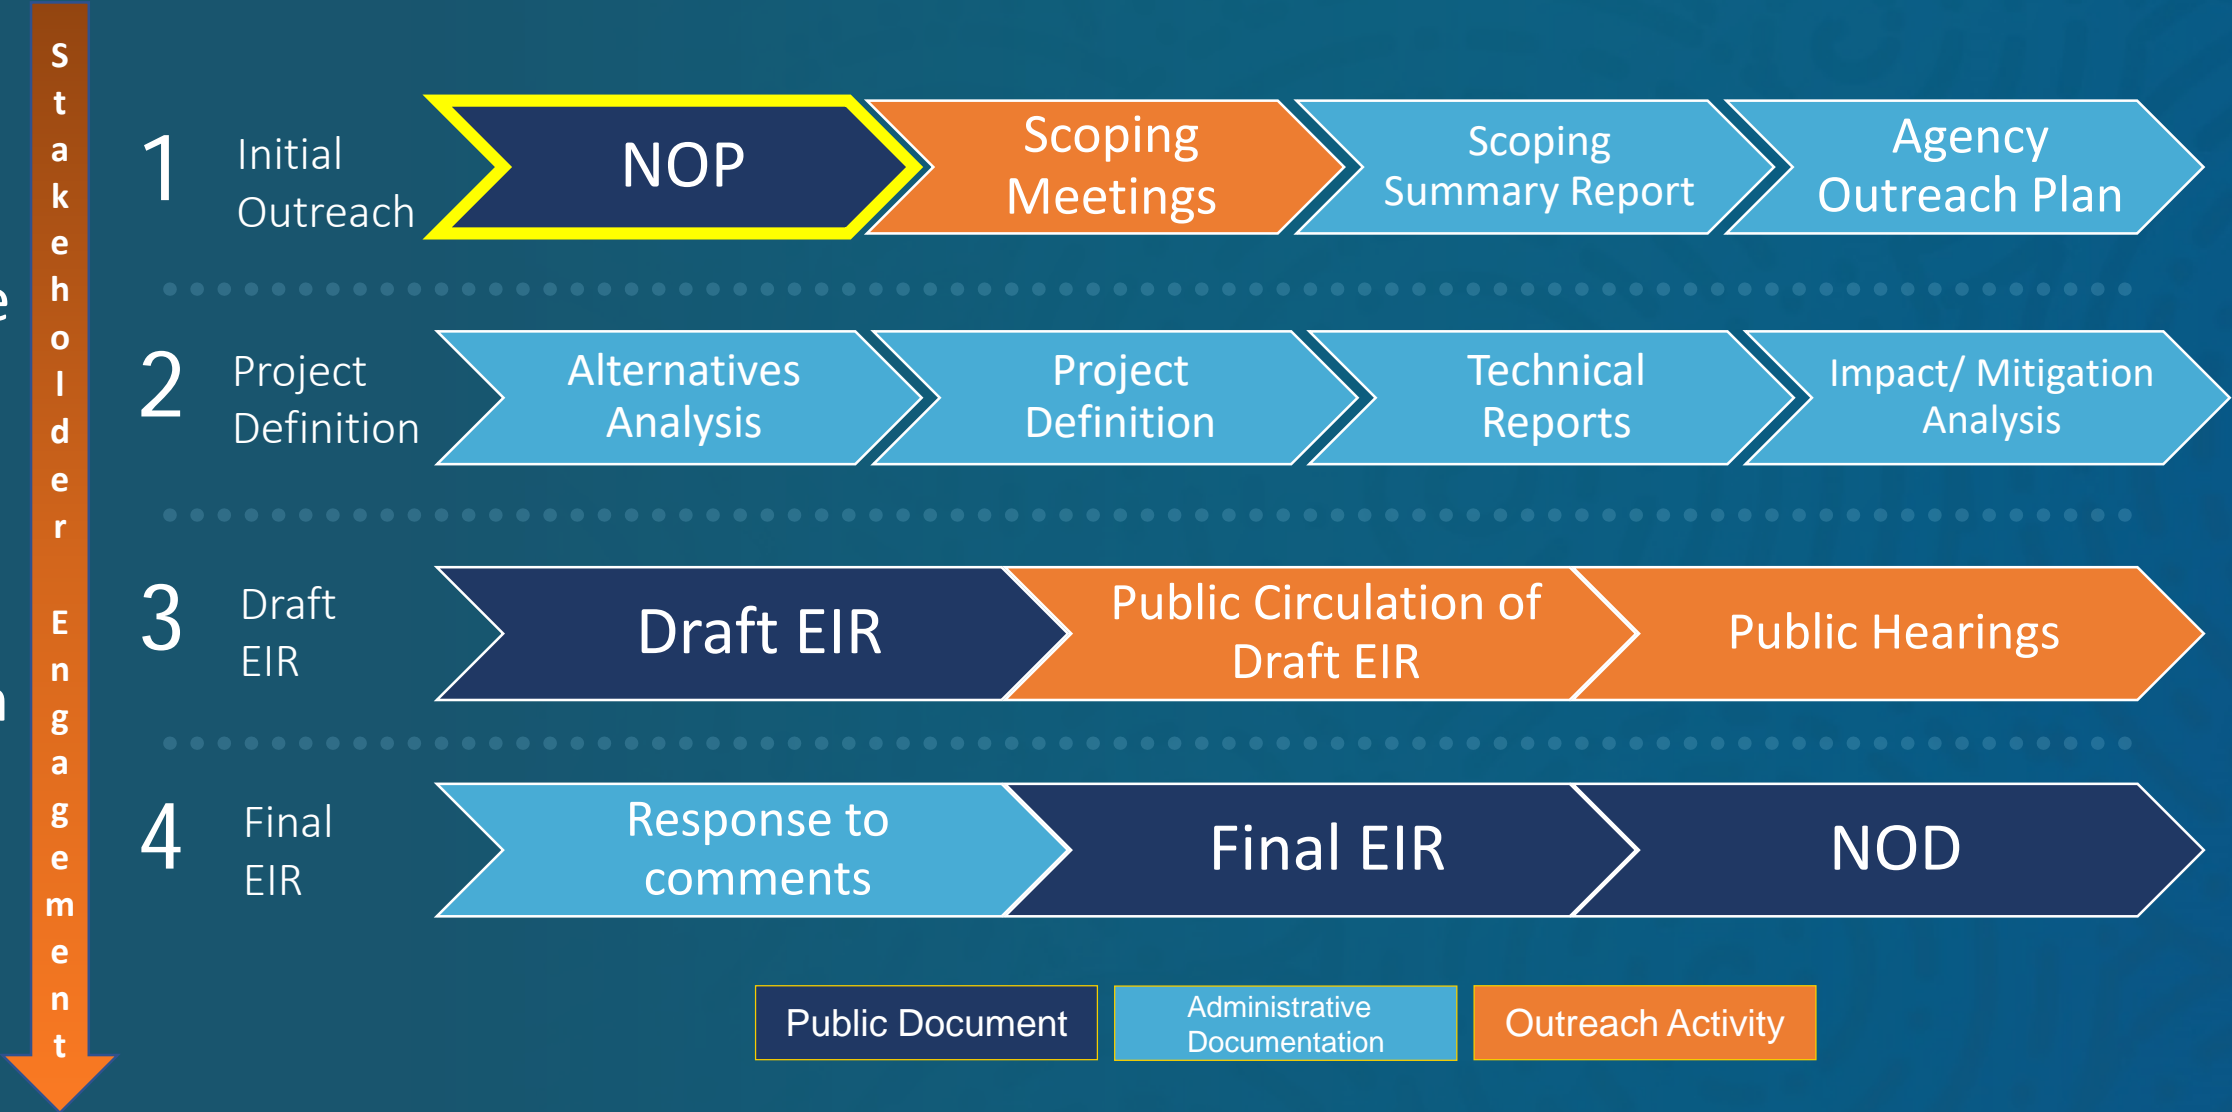 Stakeholder Engagement
1
Initial
Outreach
NOP
Scoping
Meetings
Scoping
Summary Report
Agency
Outreach Plan
2
Project
Definition
Alternatives
Analysis
Project
Definition
Technical
Reports
Impact/ Mitigation
Analysis
3
Draft
EIR
Draft EIR
Public Circulation of
Draft EIR
Public Hearings
4
Final
EIR
Response to
comments
Final EIR
NOD
Public Document
Administrative
Documentation
Outreach Activity